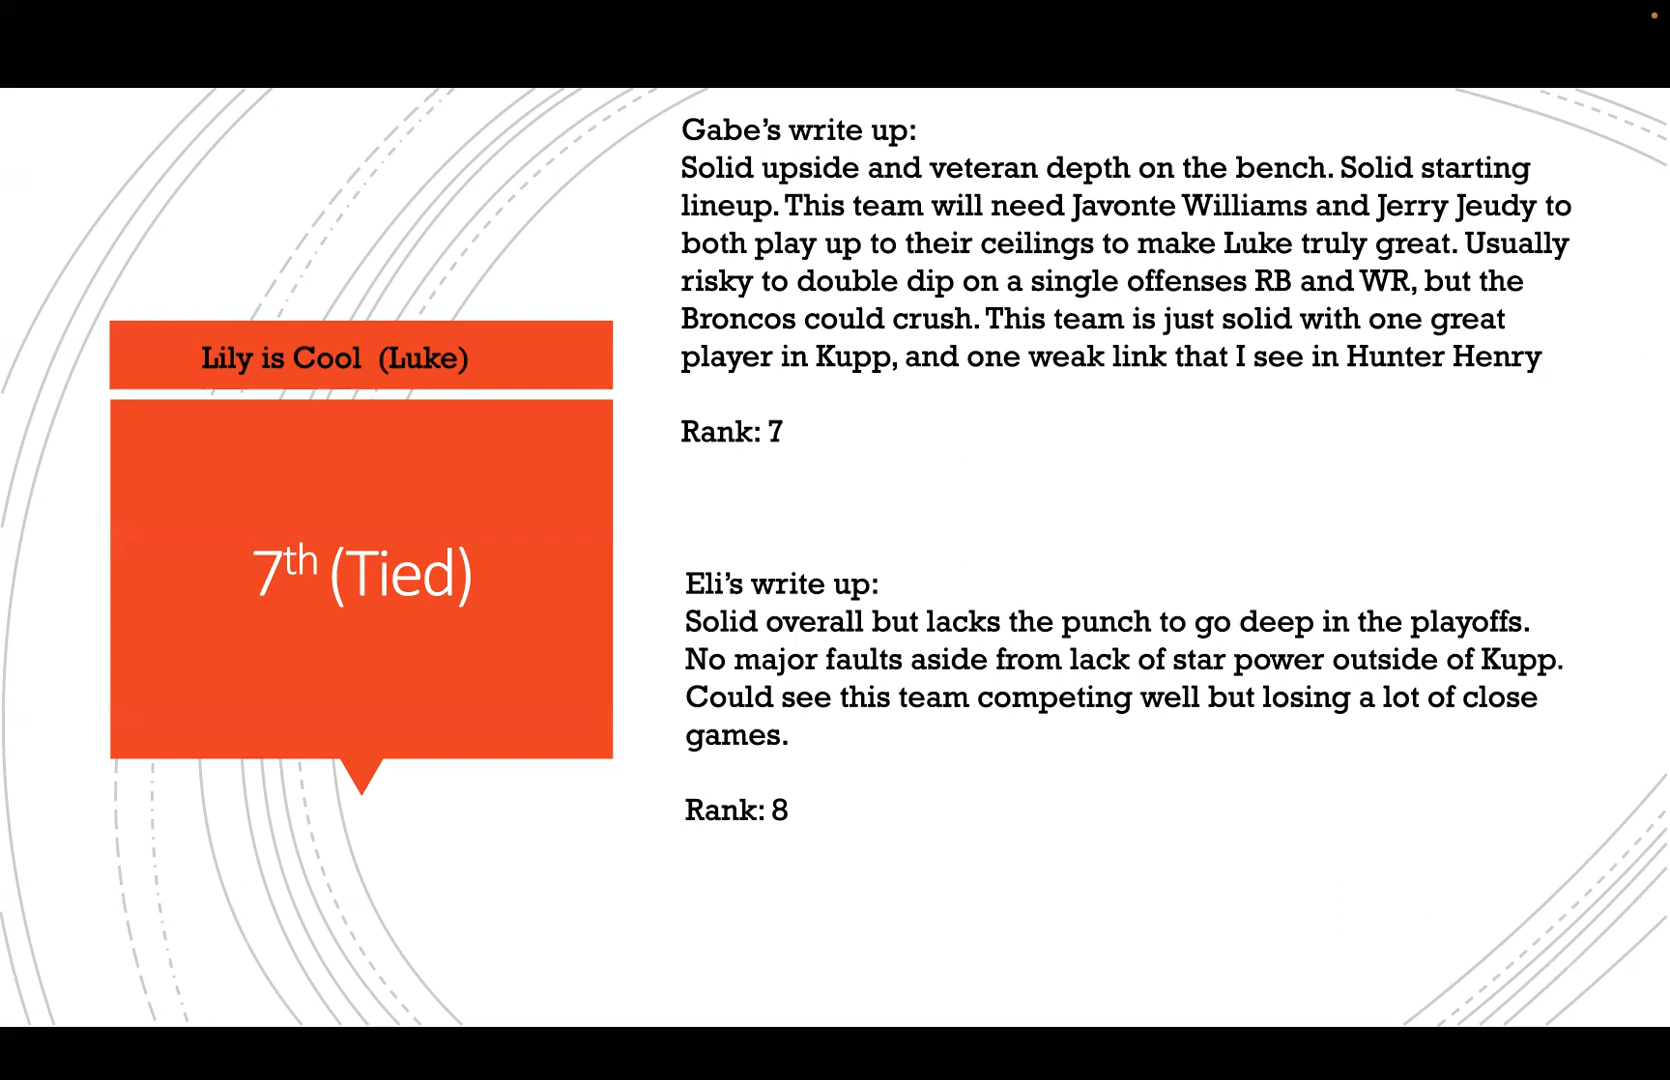 Lily is Cool (Luke)
7th (Tied)
Gabe’s write up:
Solid upside and veteran depth on the bench. Solid starting
lineup. This team will need Javonte Williams and Jerry Jeudy to
both play up to their ceilings to make Luke truly great. Usually
risky to double dip on a single offenses RB and WR, but the
Broncos could crush. This team is just solid with one great
player in Kupp, and one weak link that I see in Hunter Henry
Rank: 7
Eli’s write up:
Solid overall but lacks the punch to go deep in the playoffs.
No major faults aside from lack of star power outside of Kupp.
Could see this team competing well but losing a lot of close
games.
Rank: 8